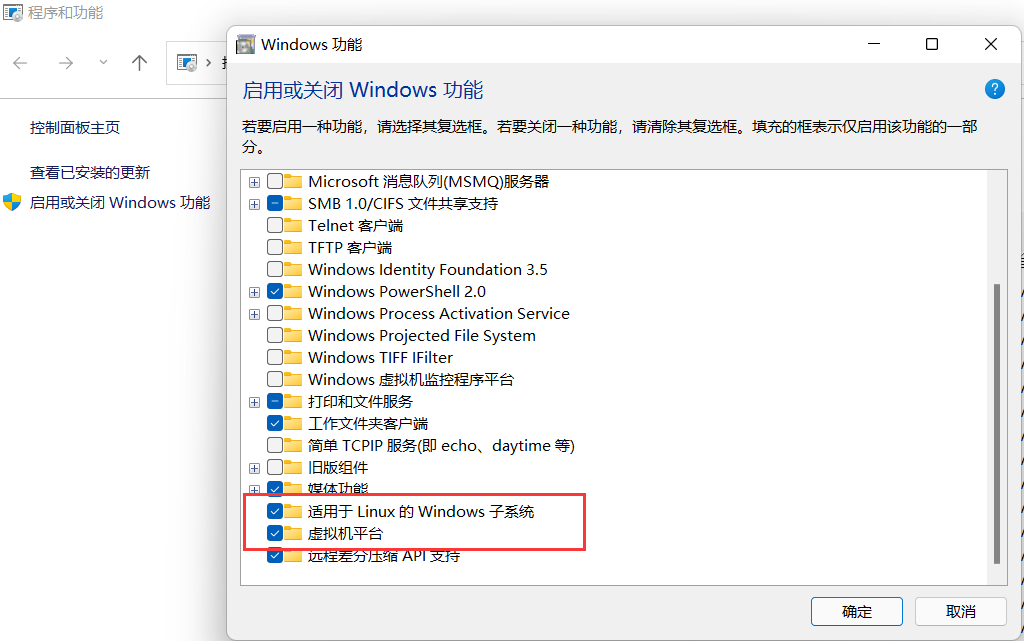 程序和功能
Windows 功能
启用或关闭 Windows 功能
?
若要启用一种功能，请选择其复选框。若要关闭一种功能，请清除其复选框。填充的框表示仅启用该功能的一部
分。
控制面板主页
查看已安装的更新
启用或关闭 Windows 功能
Microsoft 消息队列(MSMQ)服务器
SMB 1.0/CIFS 文件共享支持
Telnet 客户端
TFTP 客户端
Windows Identity Foundation 3.5
Windows PowerShell 2.0
Windows Process Activation Service
Windows Projected File System
Windows TIFF IFilter
Windows 虚拟机监控程序平台
打印和文件服务
工作文件夹客户端
简单 TCPIP 服务(即 echo、daytime 等)
旧版组件
媒体功能
适用于 Linux 的 Windows 子系统
虚拟机平台
远程差分压缩 API 支持
确定
取消